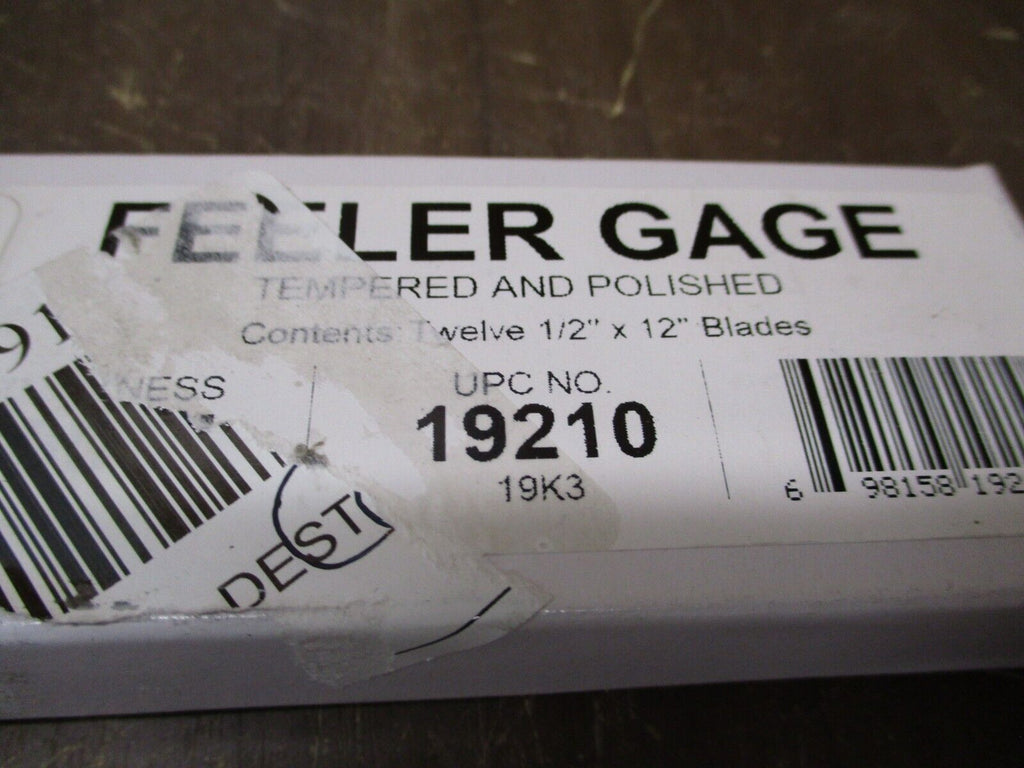 FEELER GAGE
TEMPERED AND POLISHED
Contents: Twelve 1/2" x 12" Blades
91
NESS
UPC NO.
19210
19K3
6 98158 192
DEST